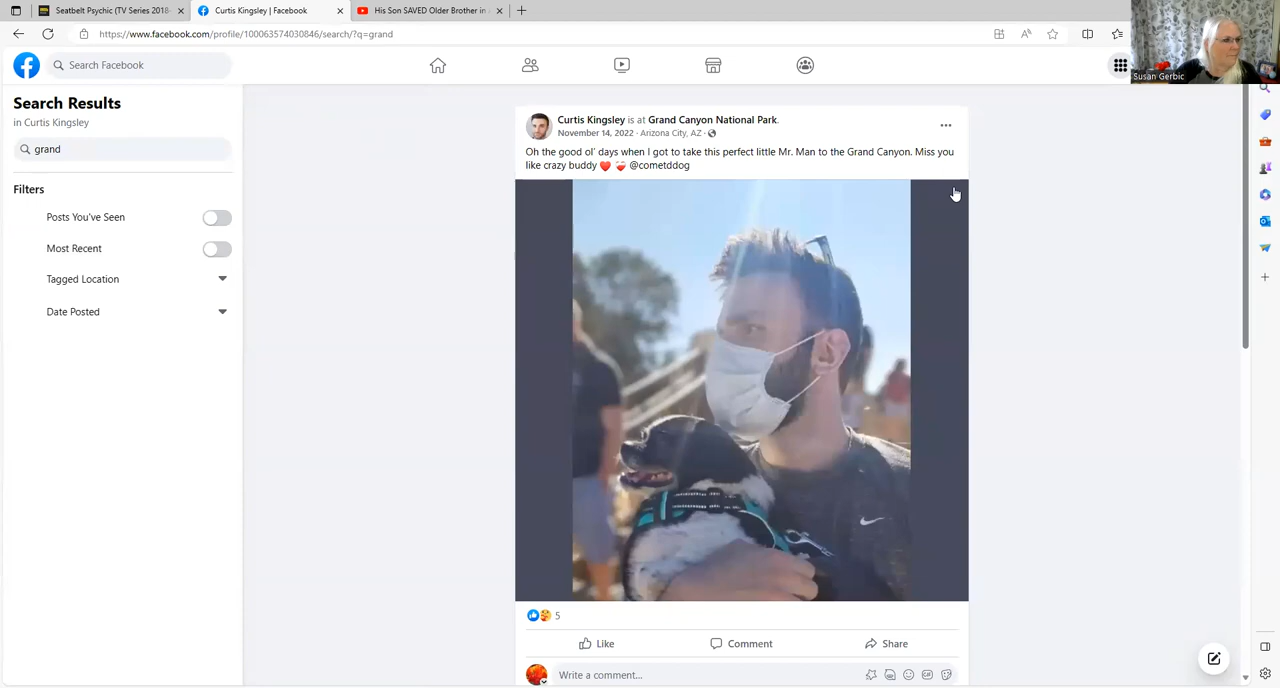 Seatbelt Psychic (TV Series 2018-
Curtis Kingsley | Facebook
His Son SAVED Older Brother in
https://www.facebook.com/profile/100063574030846/search/?q=grand
Search Facebook
Susan Gerbic
Search Results
in Curtis Kingsley
grand
Filters
Posts You've Seen
Most Recent
Tagged Location
Date Posted
Curtis Kingsley is at Grand Canyon National Park.
November 14, 2022 · Arizona City, AZ ·
Oh the good ol' days when I got to take this perfect little Mr. Man to the Grand Canyon. Miss you
like crazy buddy ❤️ ❤️‍🩹 @cometddog
5
Like Comment Share
Write a comment...